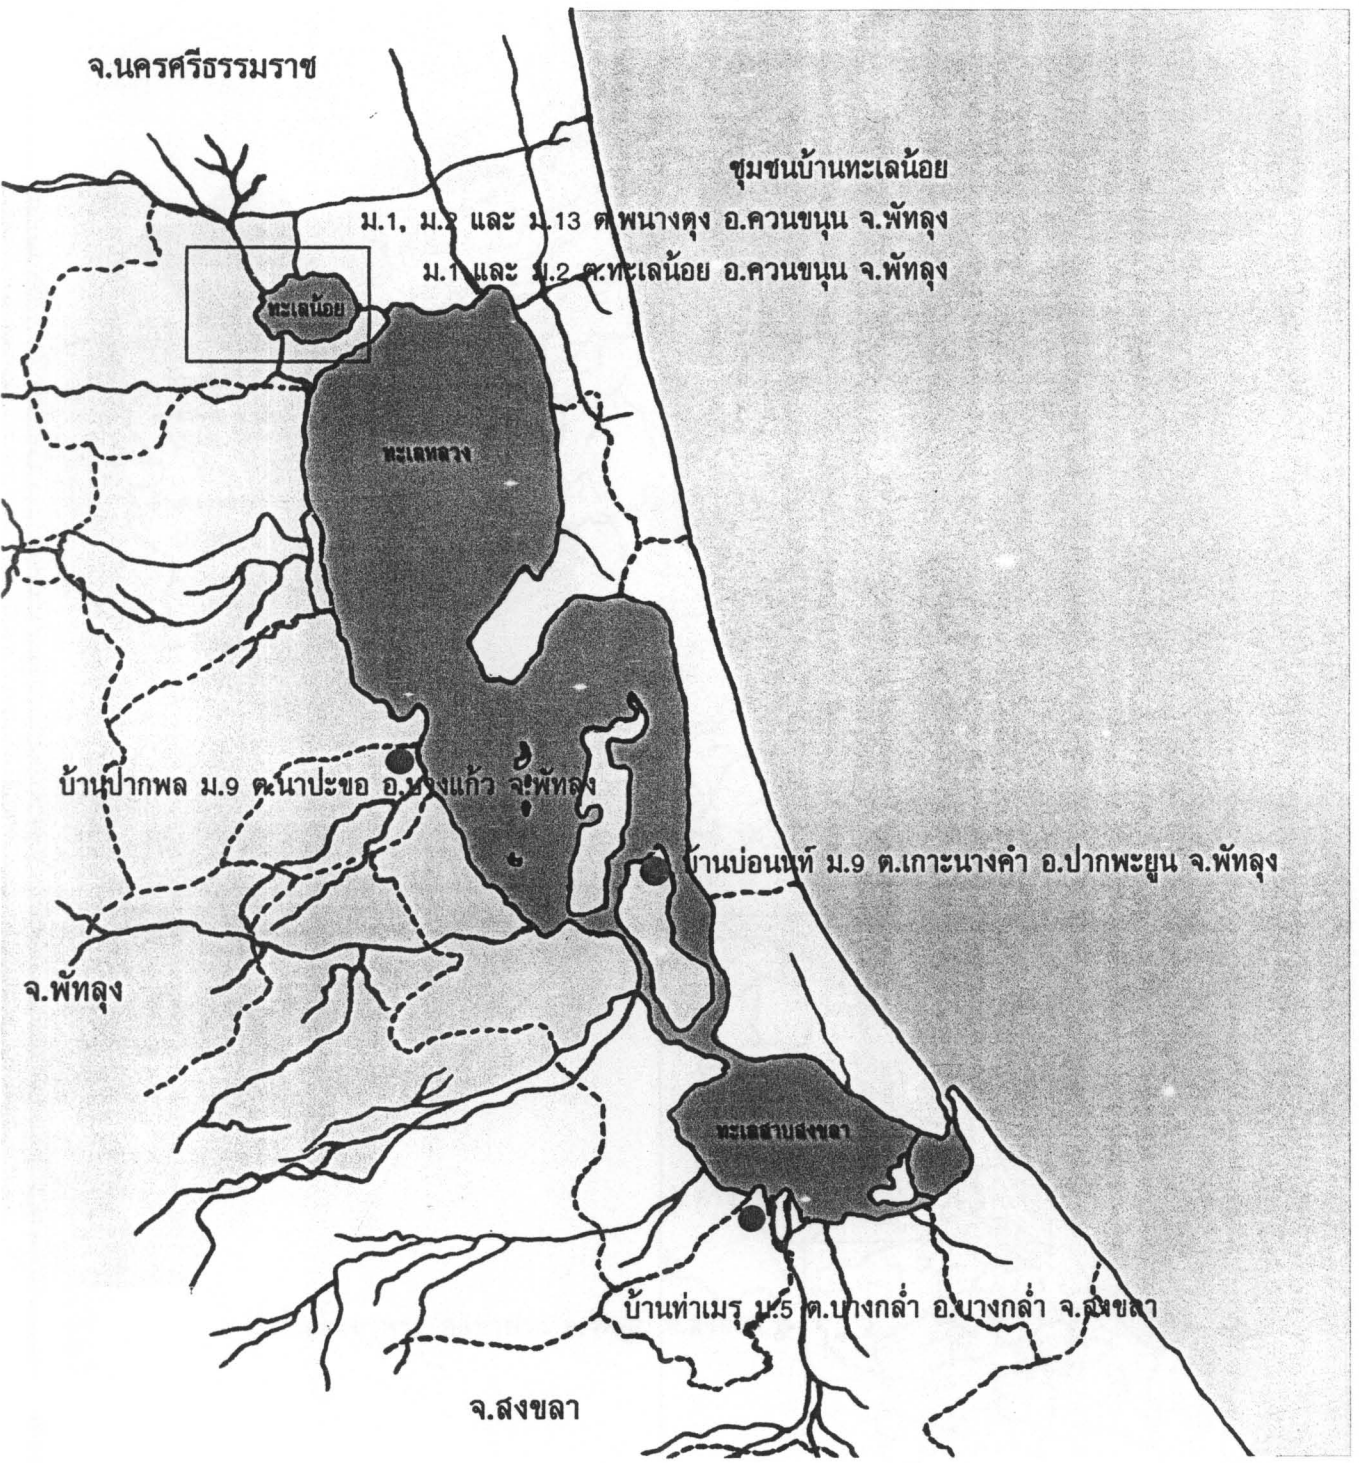 จ.นครศรีธรรมราช
ชุมชนบ้านทะเลน้อย
ม.1, ม.2 และ ม.13 ต.พนางตุง อ.ควนขนุน จ.พัทลุง
ม.1 และ ม.2 ต.ทะเลน้อย อ.ควนขนุน จ.พัทลุง
ทะเลน้อย
ทะเลหลวง
บ้านปากพล ม.9 ต.นาปะขอ อ.บางแก้ว จ.พัทลุง
บ้านบ่อนนท์ ม.9 ต.เกาะนางคำ อ.ปากพะยูน จ.พัทลุง
จ.พัทลุง
ทะเลสาบสงขลา
บ้านท่าเมรุ ม.5 ต.บางกล่ำ อ.บางกล่ำ จ.สงขลา
จ.สงขลา